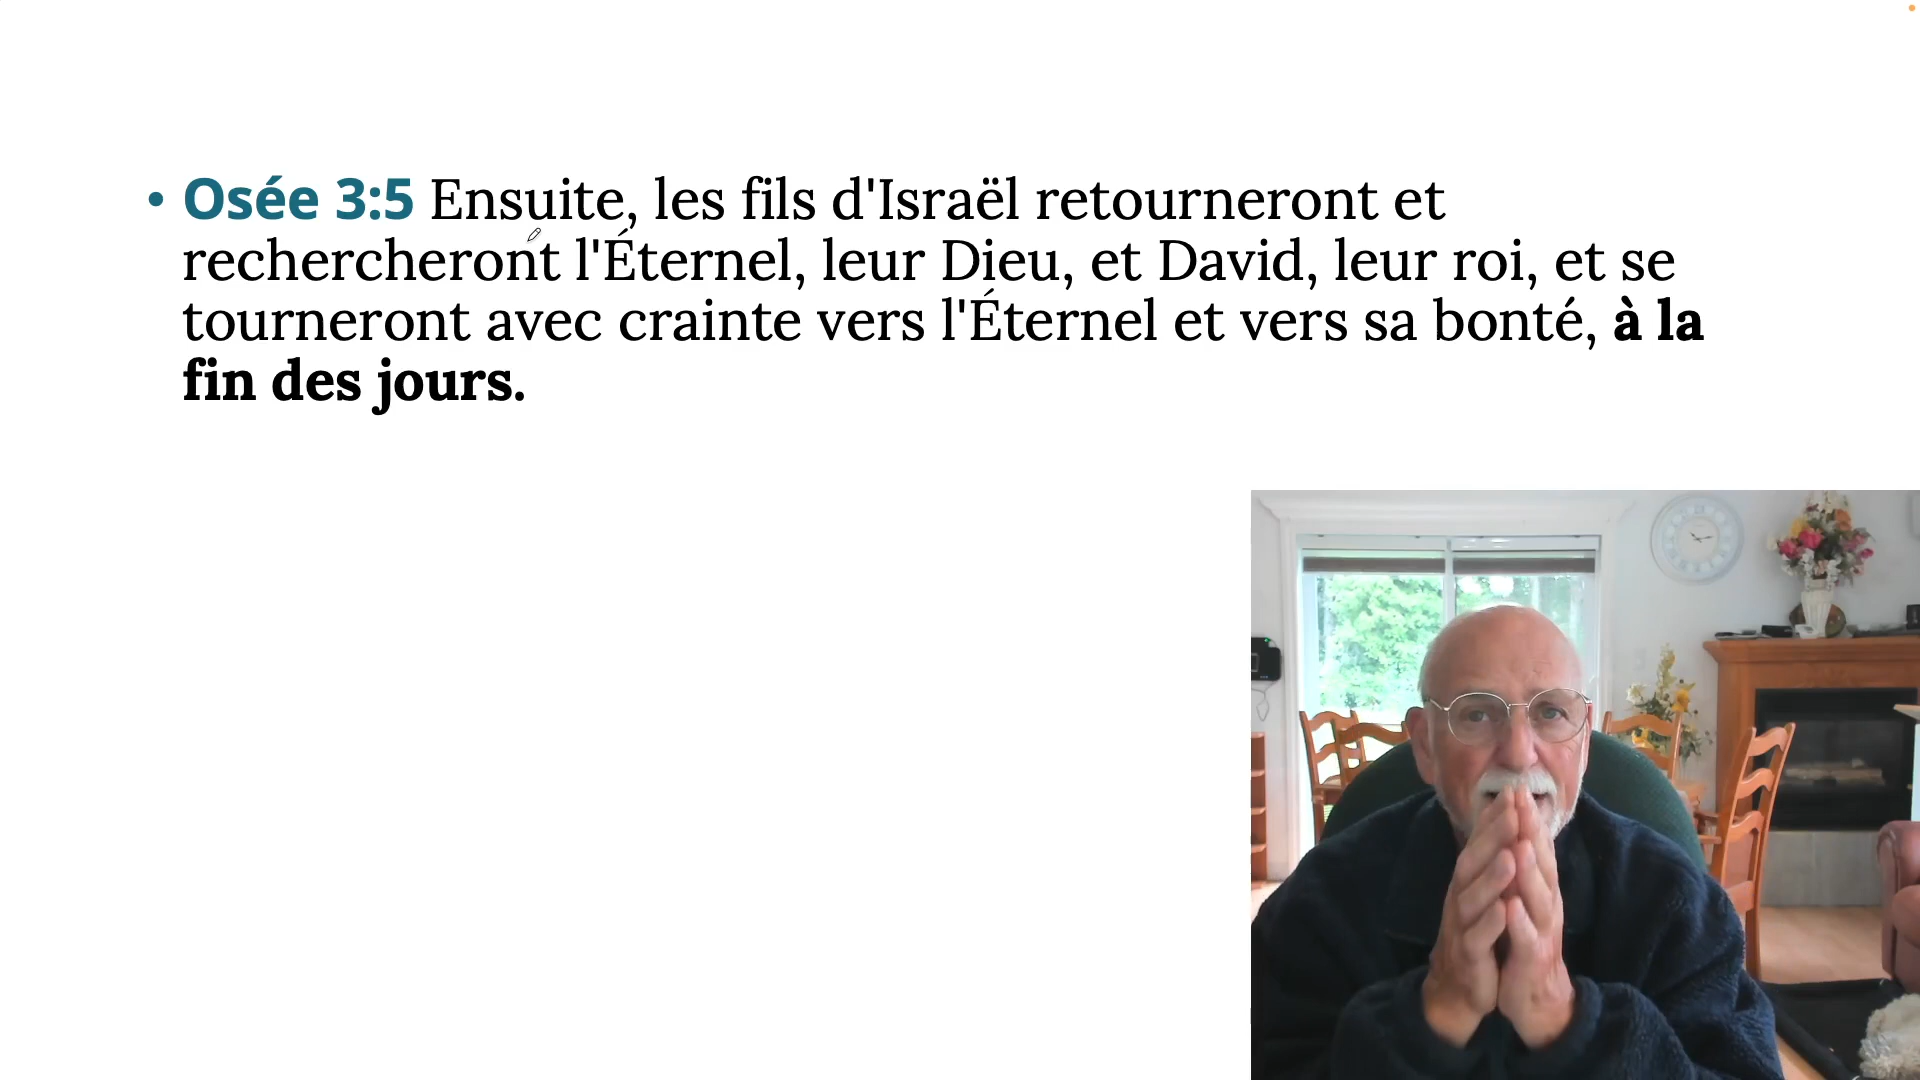 • Osée 3:5 Ensuite, les fils d'Israël retourneront et
rechercheront l'Éternel, leur Dieu, et David, leur roi, et se
tourneront avec crainte vers l'Éternel et vers sa bonté, à la
fin des jours.